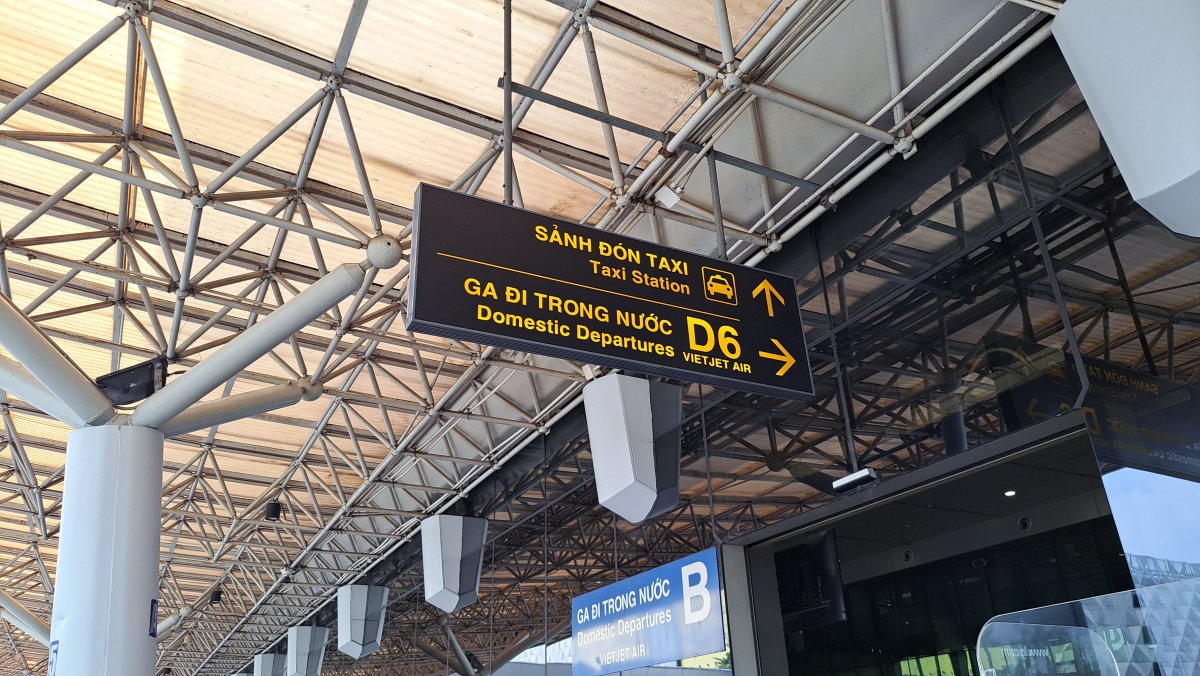 SẢNH ĐÓN TAXI
Taxi Station
GA ĐI TRONG NƯỚC
Domestic Departures
D6
VIETJET AIR
GA ĐI TRONG NƯỚC
Domestic Departures
VIETJET AIR
B